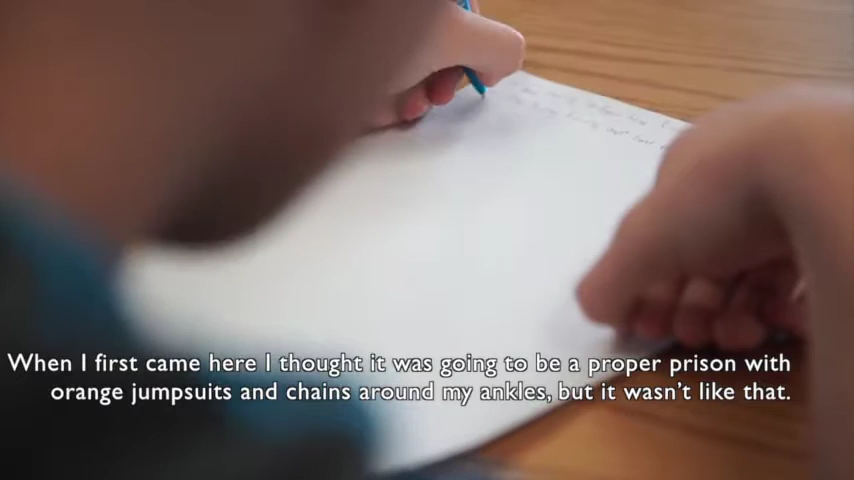 When I first came here I thought it was going to be a proper prison with
orange jumpsuits and chains around my ankles, but it wasn't like that.